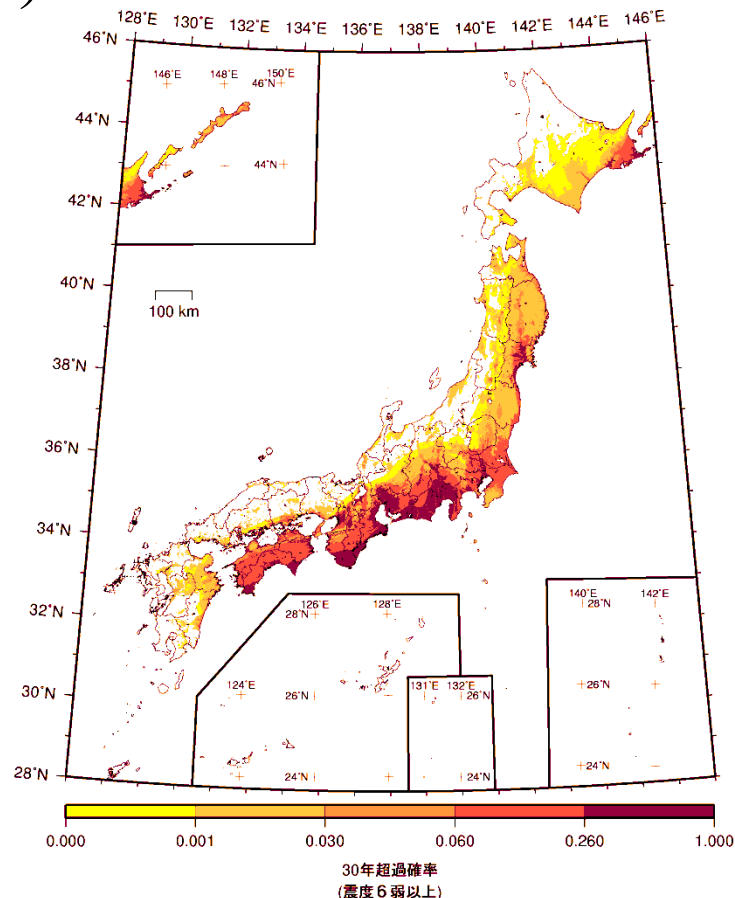 )
128°E 130°E 132°E 134°E 136°E 138°E 140°E 142°E 144°E 146°E
46°N
146°E 148°E 150°E
46°N
44°N
44°N
42°N
40°N
100 km
38°N
36°N
34°N
32°N
126°E 128°E
28°N
140°E 142°E
28°N
124°E
131°E 132°E
30°N
26°N
26°N
26°N
28°N
24°N
24°N
24°N
0.000 0.001 0.030 0.060 0.260 1.000
30年超過確率
(震度６弱以上)